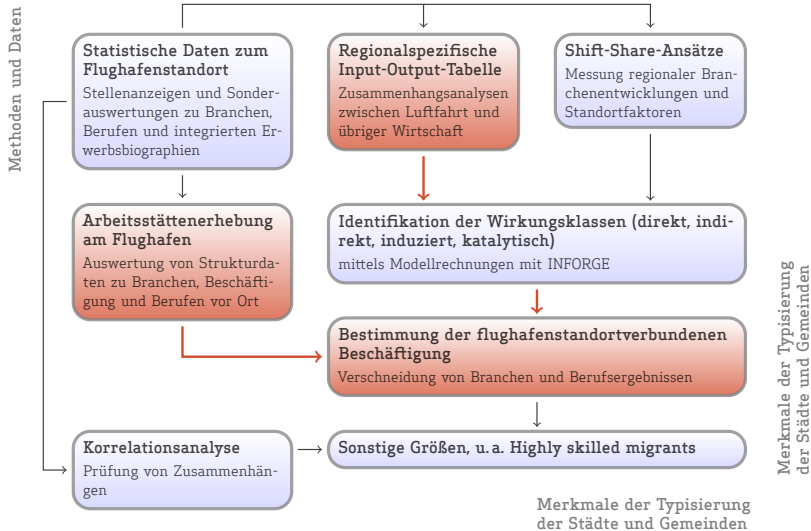 Methoden und Daten
Statistische Daten zum
Flughafenstandort
Stellenanzeigen und Sonder-
auswertungen zu Branchen,
Berufen und integrierten Er-
werbsbiographien
Regionalspezifische
Input-Output-Tabelle
Zusammenhangsanalysen
zwischen Luftfahrt und
übriger Wirtschaft
Shift-Share-Ansätze
Messung regionaler Bran-
chenentwicklungen und
Standortfaktoren
Arbeitsstättenerhebung
am Flughafen
Auswertung von Strukturda-
ten zu Branchen, Beschäfti-
gung und Berufen vor Ort
Identifikation der Wirkungsklassen (direkt, indi-
rekt, induziert, katalytisch)
mittels Modellrechnungen mit INFORGE
Bestimmung der flughafenstandortverbundenen
Beschäftigung
Verschneidung von Branchen und Berufsergebnissen
Korrelationsanalyse
Prüfung von Zusammenhän-
gen
Sonstige Größen, u. a. Highly skilled migrants
Merkmale der Typisierung
der Städte und Gemeinden
Merkmale der Typisierung
der Städte und Gemeinden